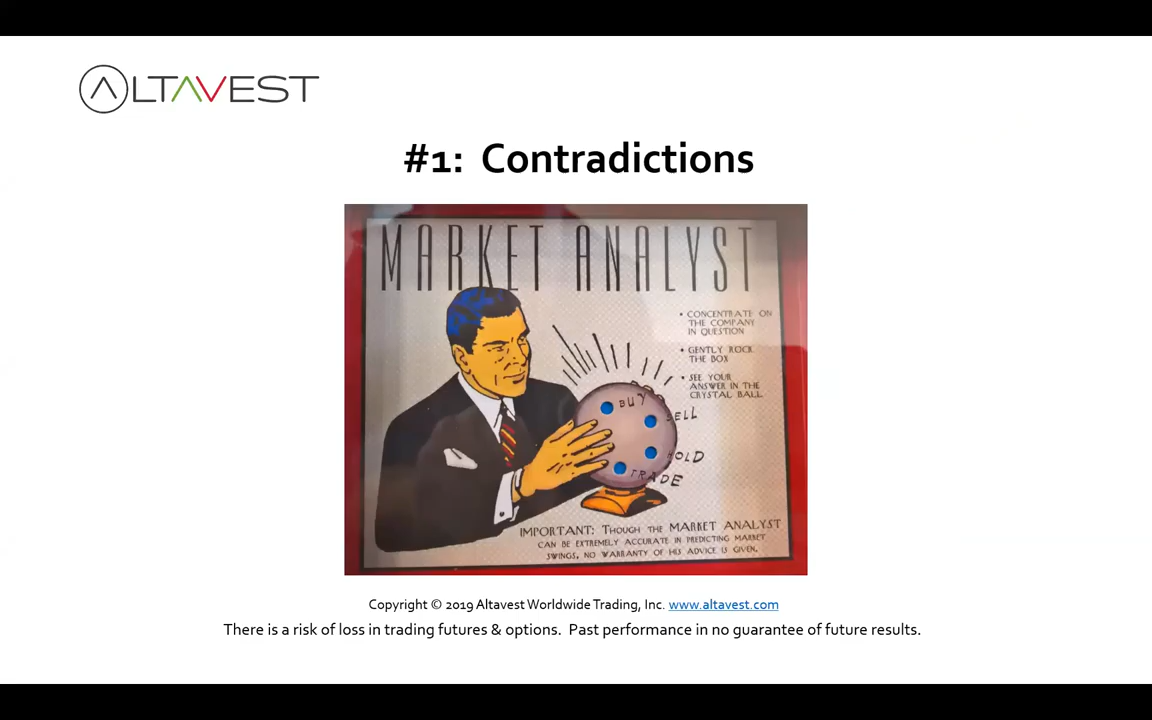 ALTAVEST
#1: Contradictions
MARKET ANALYST
• CONCENTRATE ON
THE COMPANY
IN QUESTION
• GENTLY ROCK
THE BOX
• SEE YOUR
ANSWER IN THE
CRYSTAL BALL
BUY
SELL
HOLD
TRADE
IMPORTANT: THOUGH THE MARKET ANALYST
CAN BE EXTREMELY ACCURATE IN PREDICTING MARKET
SWINGS, NO WARRANTY OF HIS ADVICE IS GIVEN.
Copyright © 2019 Altavest Worldwide Trading, Inc. www.altavest.com
There is a risk of loss in trading futures & options. Past performance in no guarantee of future results.